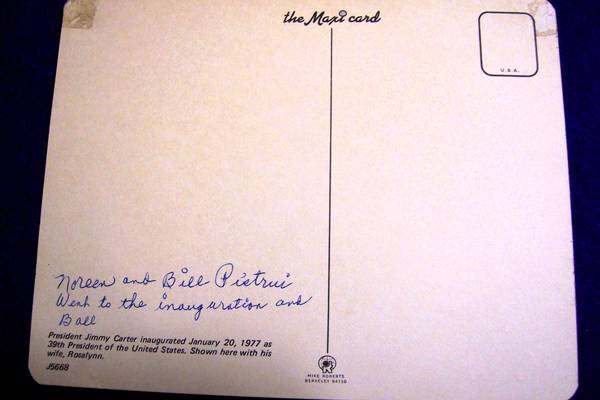 the Maxi card
U.S.A.
Noreen and Bill Pistrui
Went to the inauguration and
Ball
President Jimmy Carter inaugurated January 20, 1977 as
39th President of the United States. Shown here with his
wife, Rosalynn.
J5668
MIKE ROBERTS
BERKELEY 94710